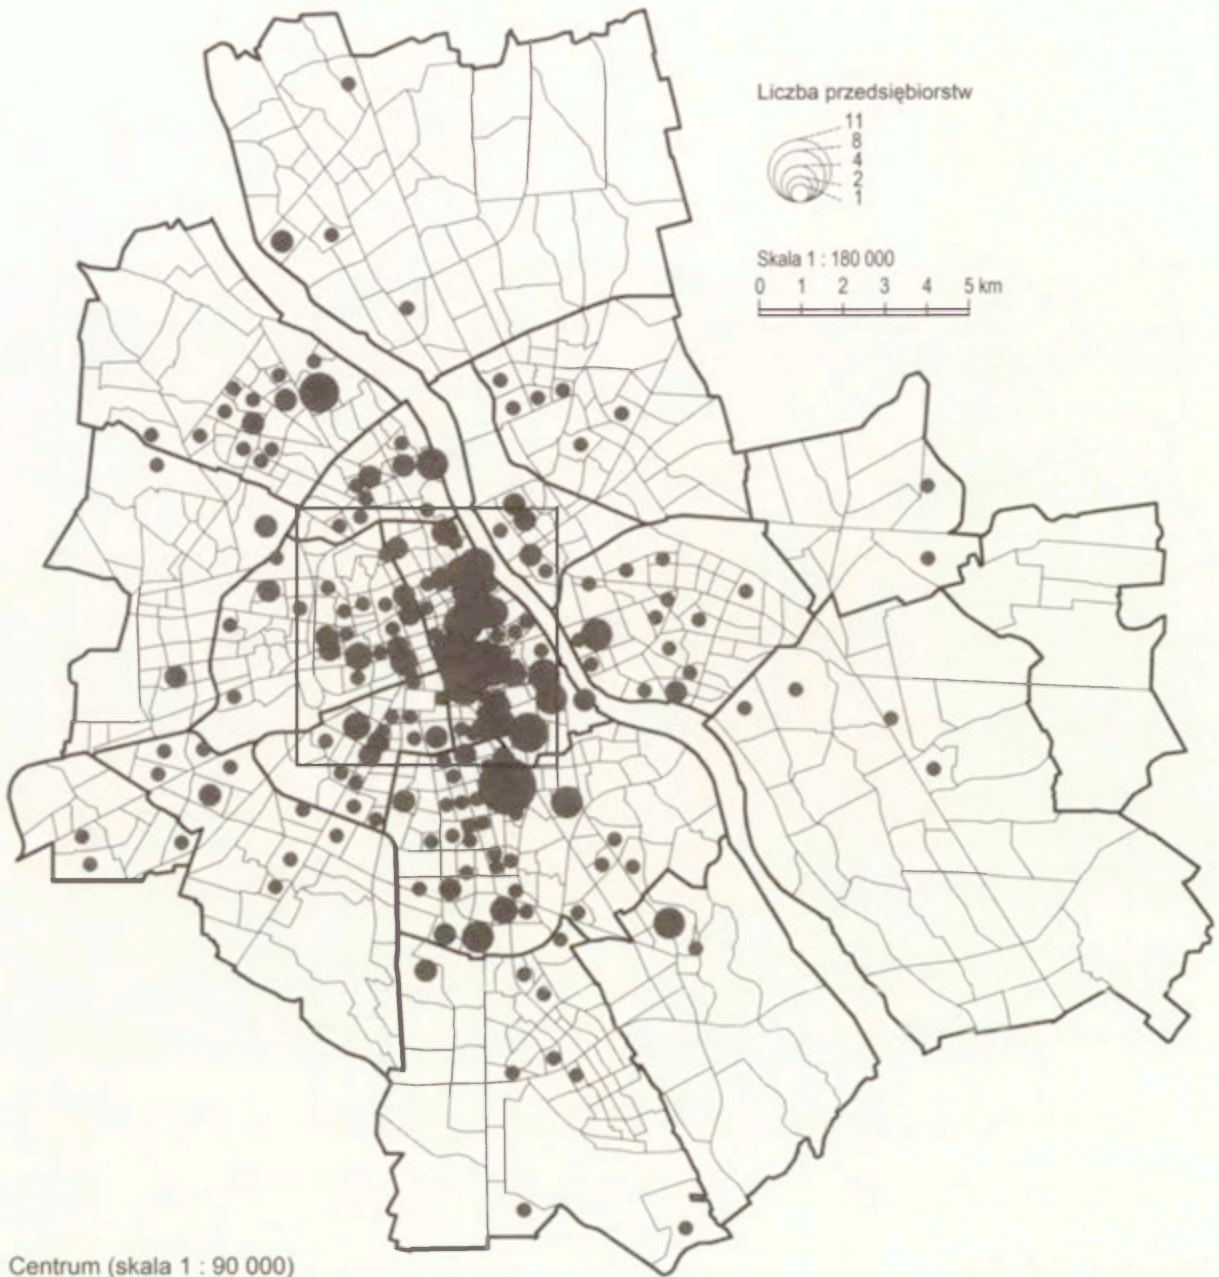 Liczba przedsiębiorstw
11
8
4
2
1
Skala 1 : 180 000
0 1 2 3 4 5 km
Centrum (skala 1 : 90 000)